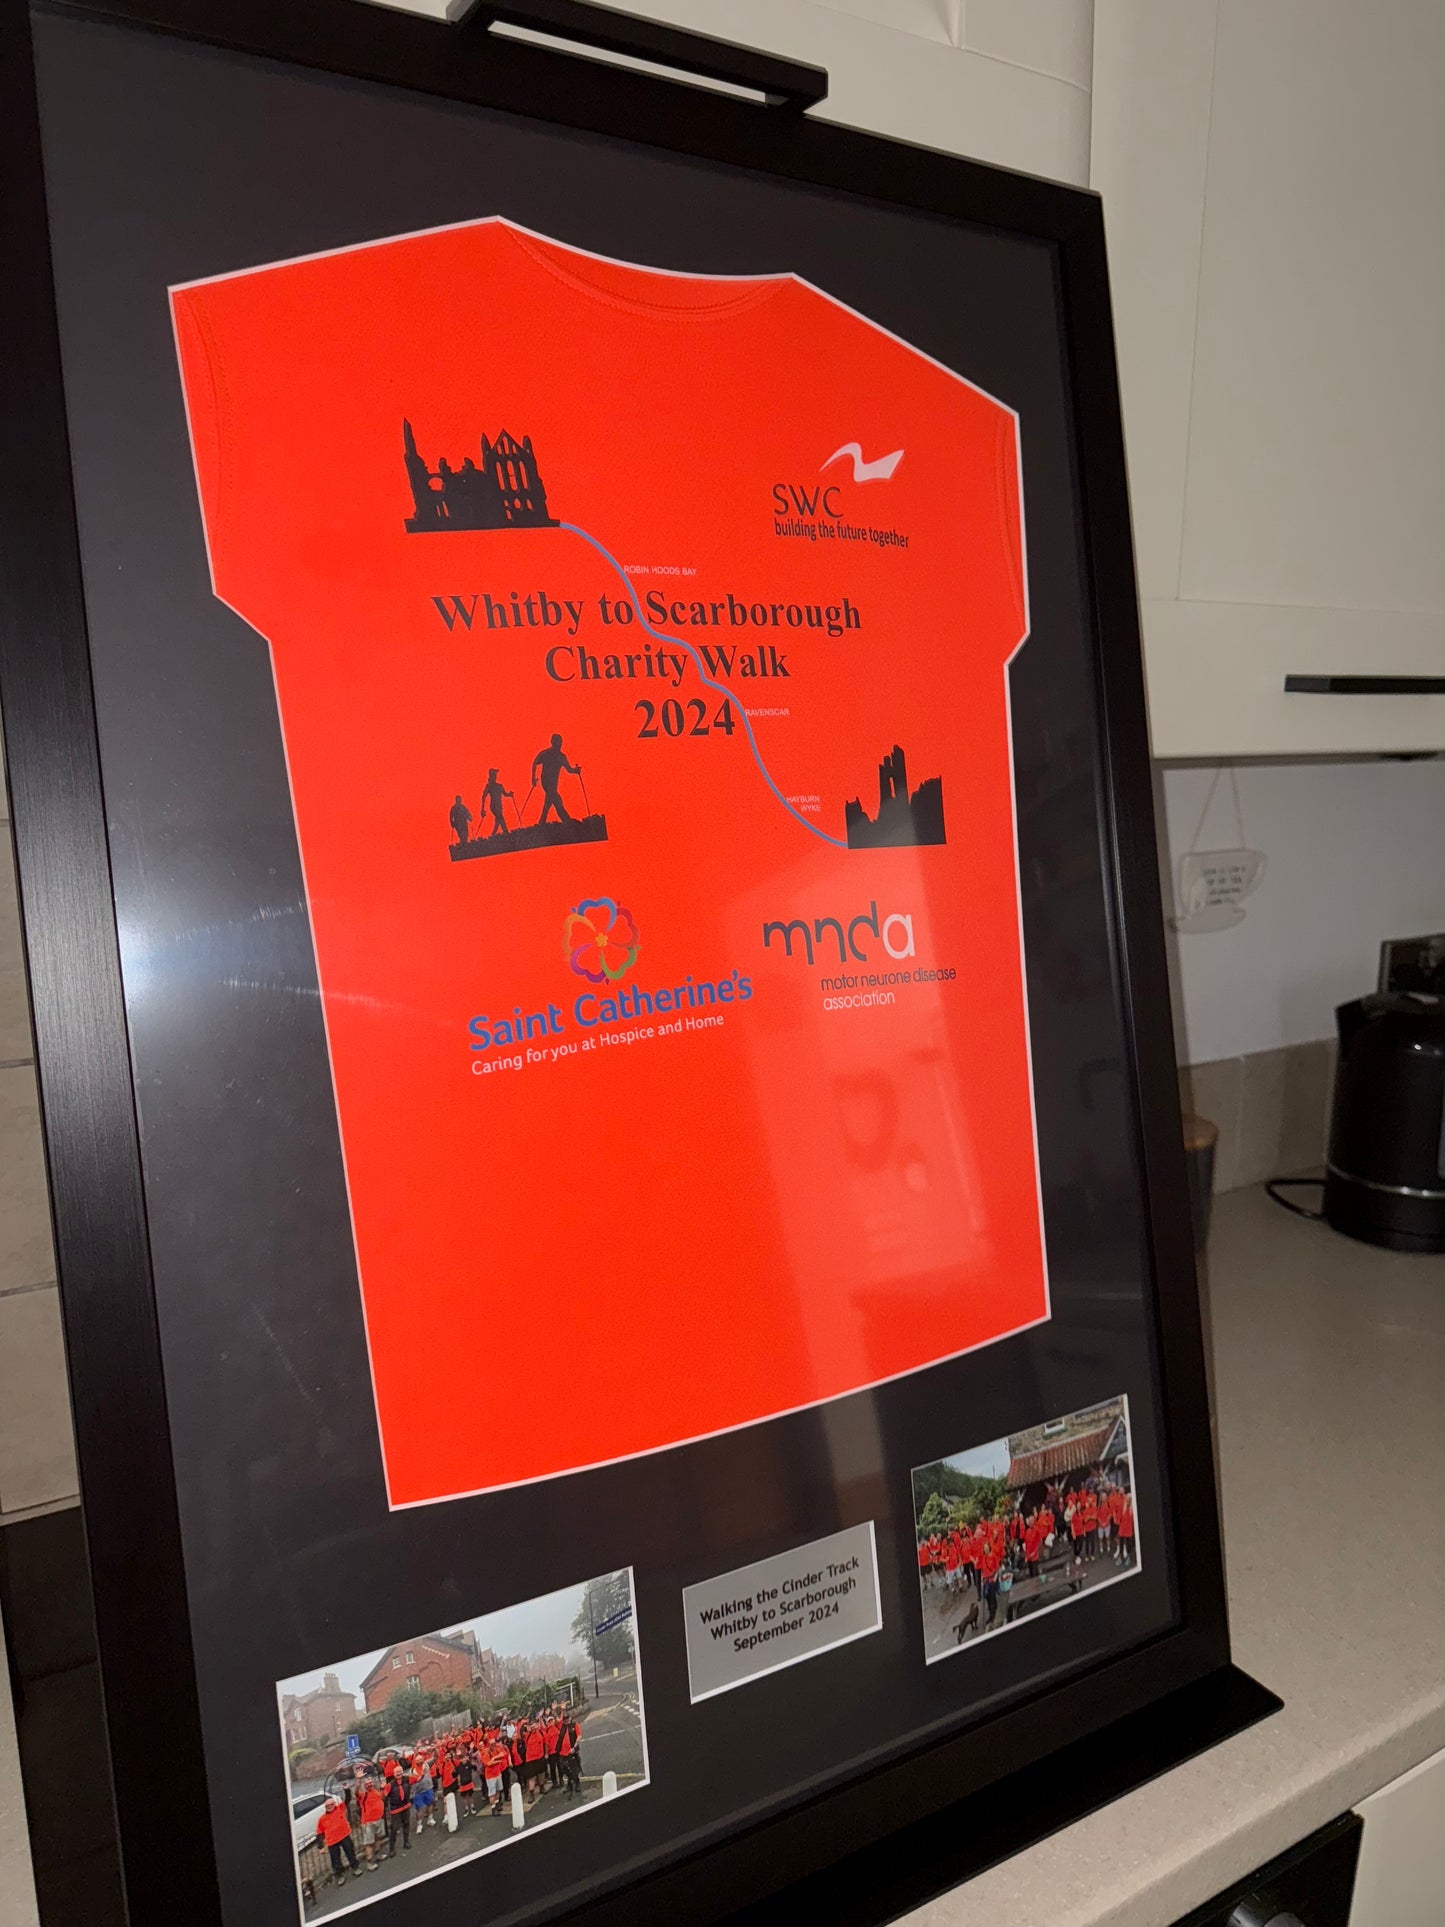 SWC
building the future together
ROBIN HOODS BAY
Whitby to Scarborough
Charity Walk
2024
RAVENSCAR
HAYBURN
WYKE
Saint Catherine's
Caring for you at Hospice and Home
mnda
motor neurone disease
association
Walking the Cinder Track
Whitby to Scarborough
September 2024